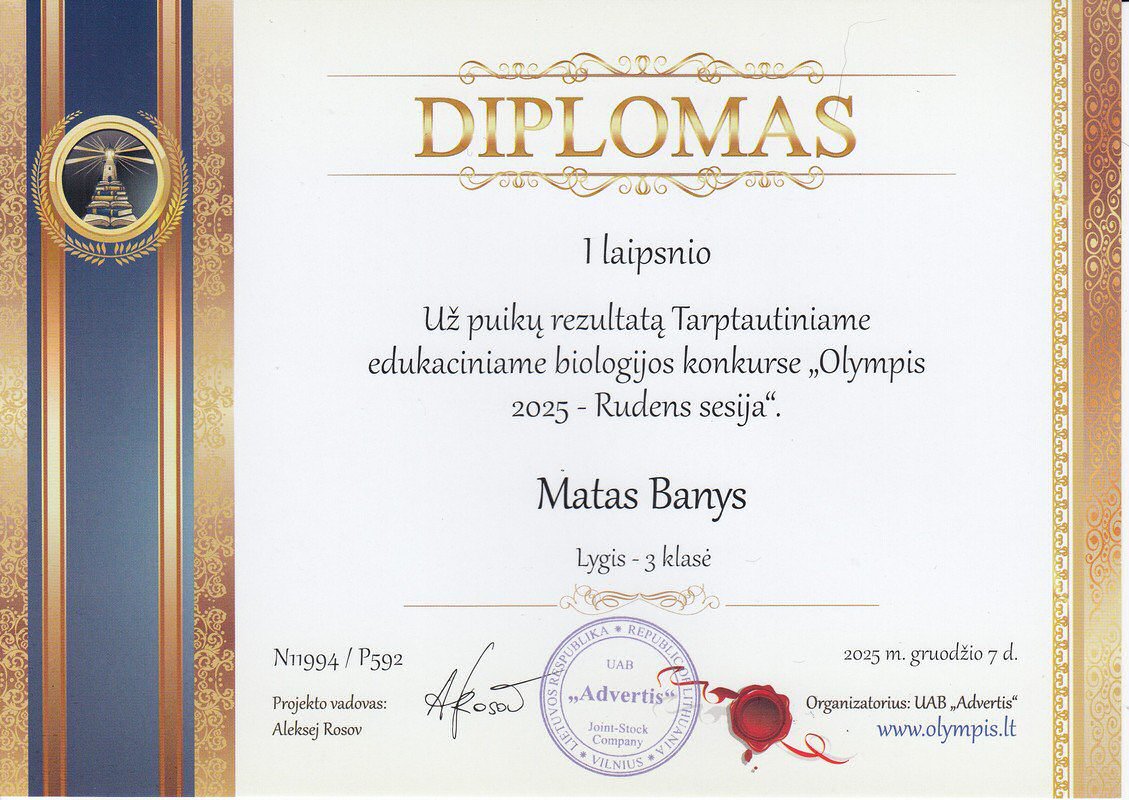 DIPLOMAS
I laipsnio
Už puikų rezultatą Tarptautiniame
edukaciniame biologijos konkurse „Olympis
2025 - Rudens sesija“.
Matas Banys
Lygis - 3 klasė
N11994 / P592
2025 m. gruodžio 7 d.
Projekto vadovas:
Aleksej Rosov
ARosov
LIETUVOS RESPUBLIKA * REPUBLIC OF LITHUANIA * VILNIUS *
UAB
„Advertis“
Joint-Stock
Company
Organizatorius: UAB „Advertis“
www.olympis.lt